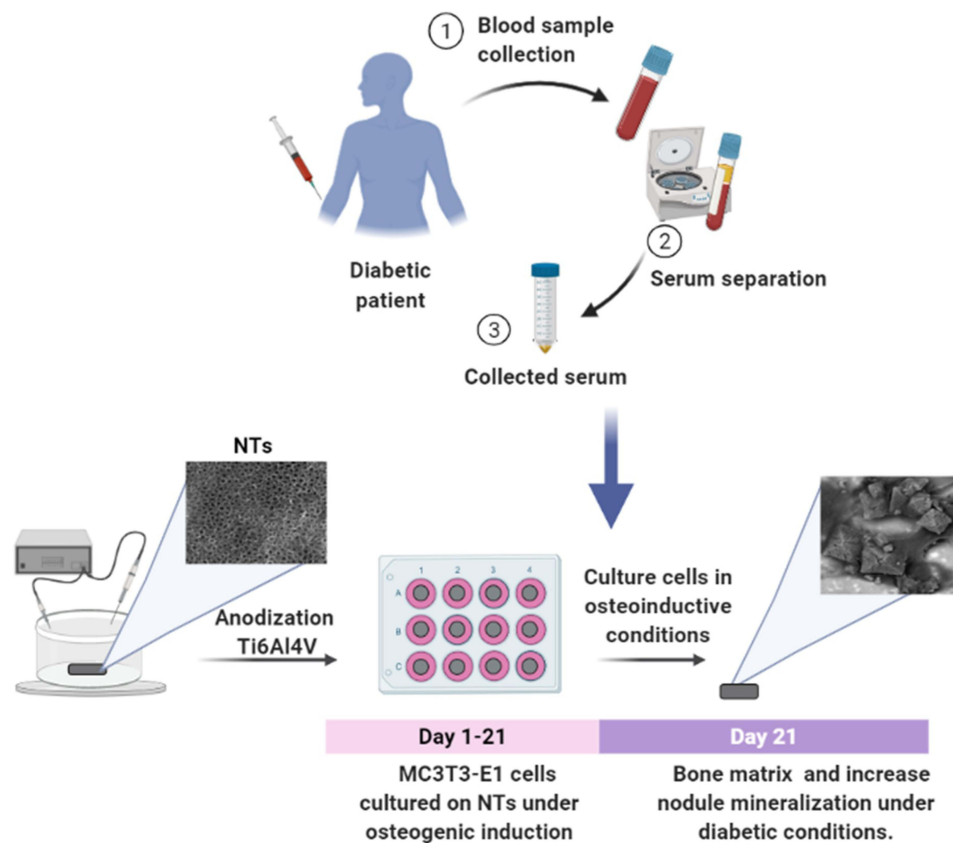 1
Blood sample
collection
Diabetic
patient
2
Serum separation
3
Collected serum
NTs
Anodization
Ti6Al4V
1 2 3 4
A
B
C
Culture cells in
osteoinductive
conditions
Day 1-21
Day 21
MC3T3-E1 cells
cultured on NTs under
osteogenic induction
Bone matrix and increase
nodule mineralization under
diabetic conditions.